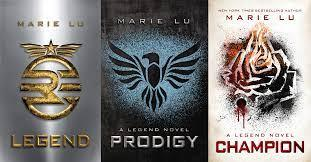 MARIE LU
LEGEND
MARIE LU
A LEGEND NOVEL
PRODIGY
NEW YORK TIMES BESTSELLING AUTHOR
MARIE LU
A LEGEND NOVEL
CHAMPION